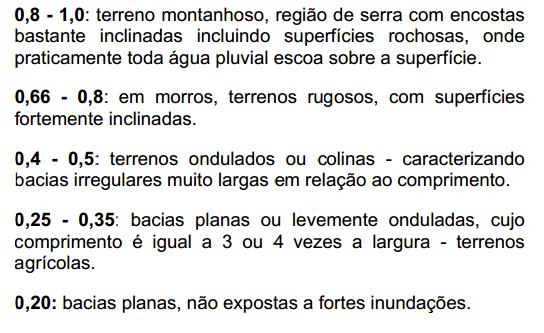 0,8 - 1,0: terreno montanhoso, região de serra com encostas
bastante inclinadas incluindo superfícies rochosas, onde
praticamente toda água pluvial escoa sobre a superfície.
0,66 - 0,8: em morros, terrenos rugosos, com superfícies
fortemente inclinadas.
0,4 - 0,5: terrenos ondulados ou colinas - caracterizando
bacias irregulares muito largas em relação ao comprimento.
0,25 - 0,35: bacias planas ou levemente onduladas, cujo
comprimento é igual a 3 ou 4 vezes a largura - terrenos
agrícolas.
0,20: bacias planas, não expostas a fortes inundações.